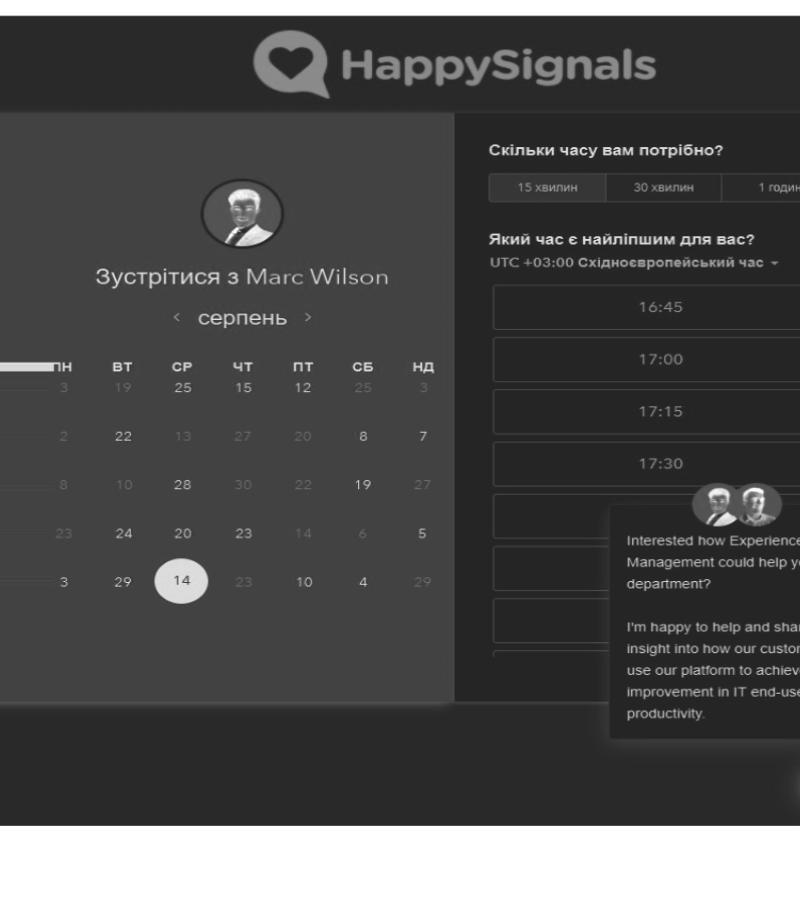 HappySignals
Зустрітися з Marc Wilson
серпень
ПН ВТ СР ЧТ ПТ СБ НД
3 19 25 15 12 25 3
2 22 13 27 20 8 7
8 10 28 30 22 19 27
23 24 20 23 14 6 5
3 29 14 23 10 4 29
Скільки часу вам потрібно?
15 хвилин 30 хвилин 1 годин
Який час є найліпшим для вас?
UTC +03:00 Східноєвропейський час
16:45
17:00
17:15
17:30
Interested how Experience
Management could help y
department?
I'm happy to help and shar
insight into how our custom
use our platform to achieve
improvement in IT end-use
productivity.